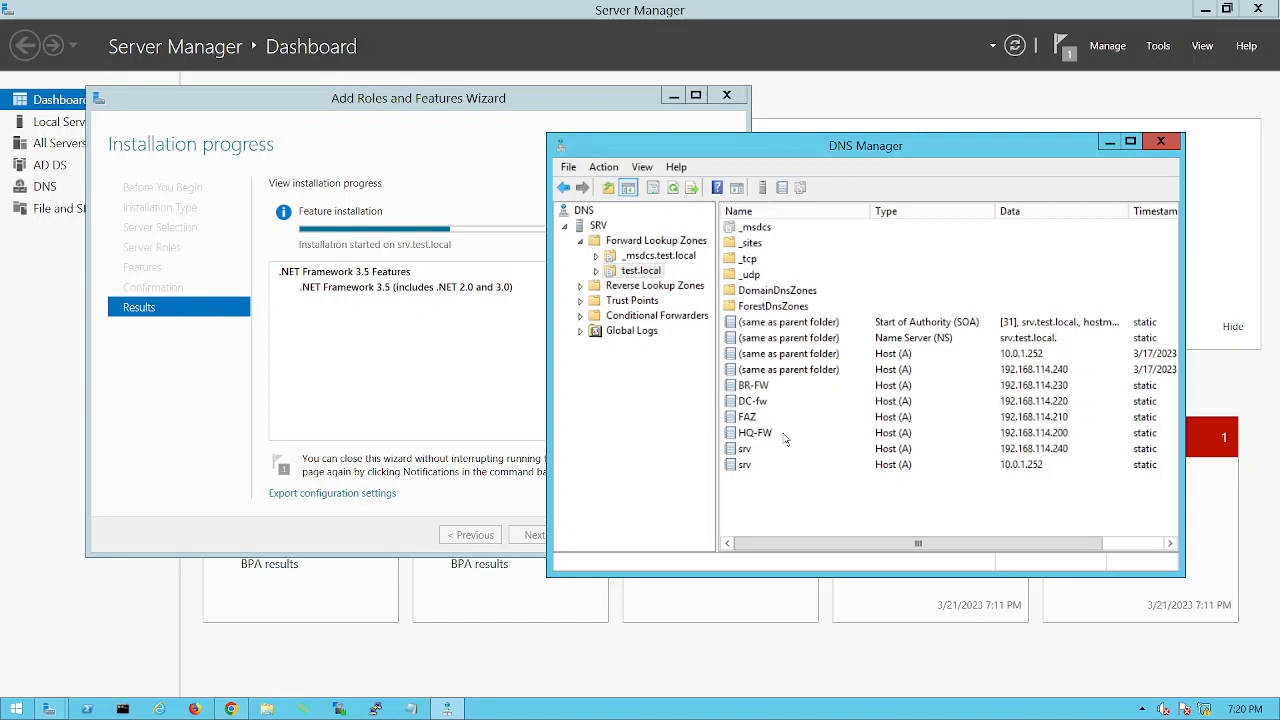 Server Manager
Server Manager ‣ Dashboard
1
Manage Tools View Help
Dashboard
Local Serv
All Servers
AD DS
DNS
File and St
Add Roles and Features Wizard
Installation progress
Before You Begin
Installation Type
Server Selection
Server Roles
Features
Confirmation
Results
View installation progress
Feature installation
Installation started on srv.test.local
.NET Framework 3.5 Features
.NET Framework 3.5 (includes .NET 2.0 and 3.0)
1
You can close this wizard without interrupting running t
page again by clicking Notifications in the command ba
Export configuration settings
< Previous Next
DNS Manager
File Action View Help
DNS
SRV
Forward Lookup Zones
_msdcs.test.local
test.local
Reverse Lookup Zones
Trust Points
Conditional Forwarders
Global Logs
Name Type Data Timestam
_msdcs
_sites
_tcp
_udp
DomainDnsZones
ForestDnsZones
(same as parent folder) Start of Authority (SOA) [31], srv.test.local., hostm... static
(same as parent folder) Name Server (NS) srv.test.local. static
(same as parent folder) Host (A) 10.0.1.252 3/17/2023
(same as parent folder) Host (A) 192.168.114.240 3/17/2023
BR-FW Host (A) 192.168.114.230 static
DC-fw Host (A) 192.168.114.220 static
FAZ Host (A) 192.168.114.210 static
HQ-FW Host (A) 192.168.114.200 static
srv Host (A) 192.168.114.240 static
srv Host (A) 10.0.1.252 static
Hide
1
BPA results
BPA results
3/21/2023 7:11 PM
3/21/2023 7:11 PM
7:20 PM